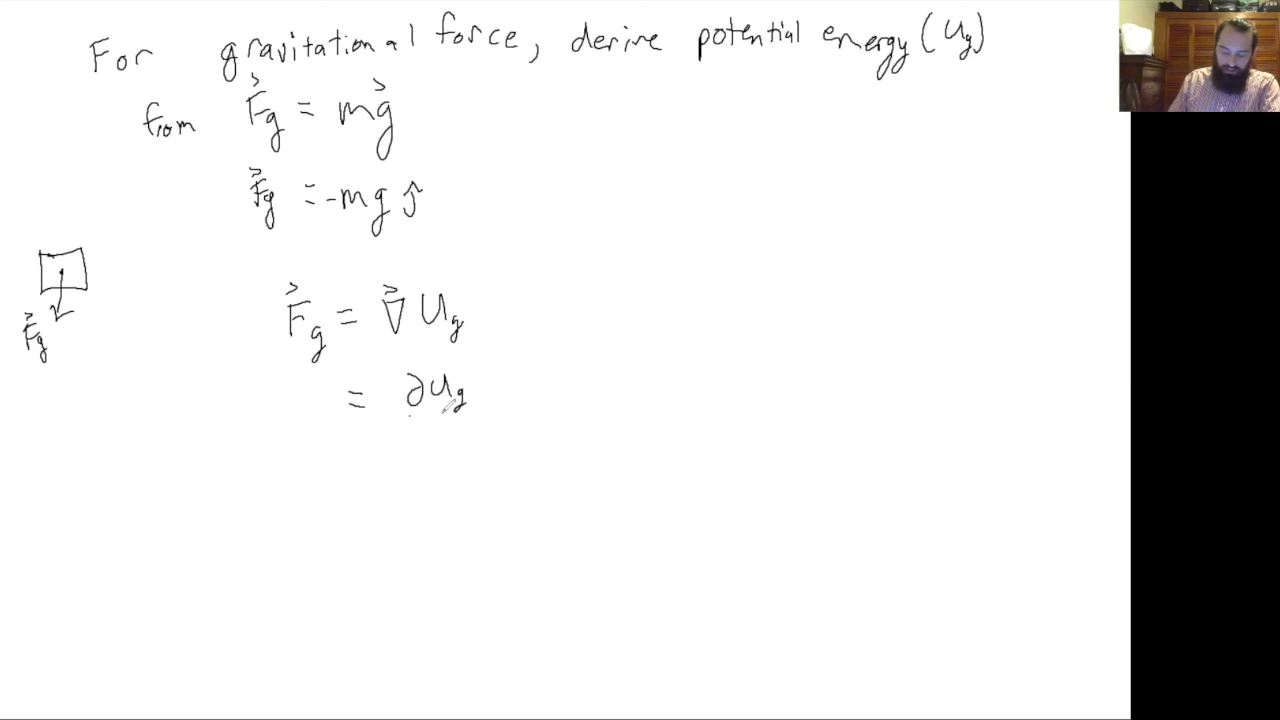 For gravitational force, derive potential energy (Ug)
from F⃗g = mg⃗
F⃗g = -mg ĵ
F⃗g
F⃗g = ∇⃗ Ug
= ∂Ug